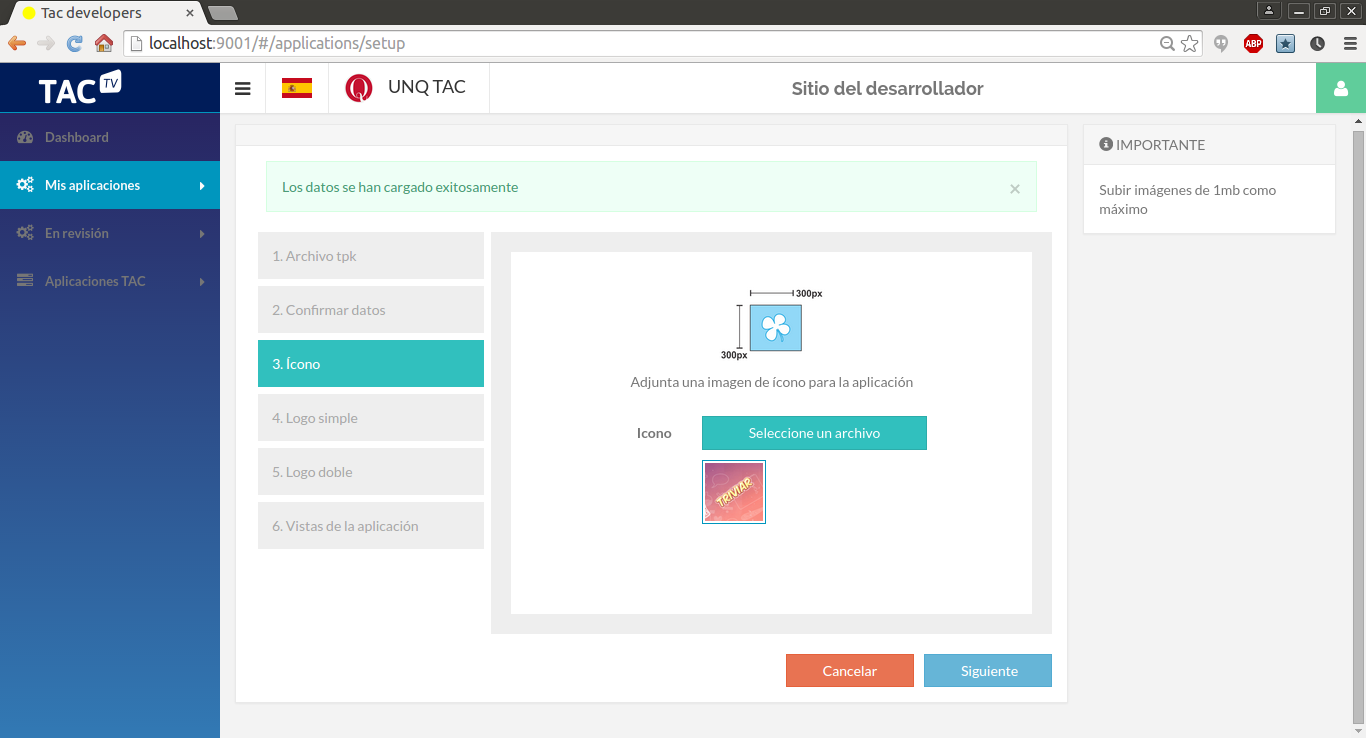 Tac developers
localhost:9001/#/applications/setup
ABP
TAC TV
UNQ TAC
Sitio del desarrollador
Dashboard
Mis aplicaciones
En revisión
Aplicaciones TAC
Los datos se han cargado exitosamente
×
1. Archivo tpk
2. Confirmar datos
3. Ícono
4. Logo simple
5. Logo doble
6. Vistas de la aplicación
300px
300px
Adjunta una imagen de ícono para la aplicación
Icono
Seleccione un archivo
TRIVIAR
Cancelar
Siguiente
IMPORTANTE
Subir imágenes de 1mb como
máximo